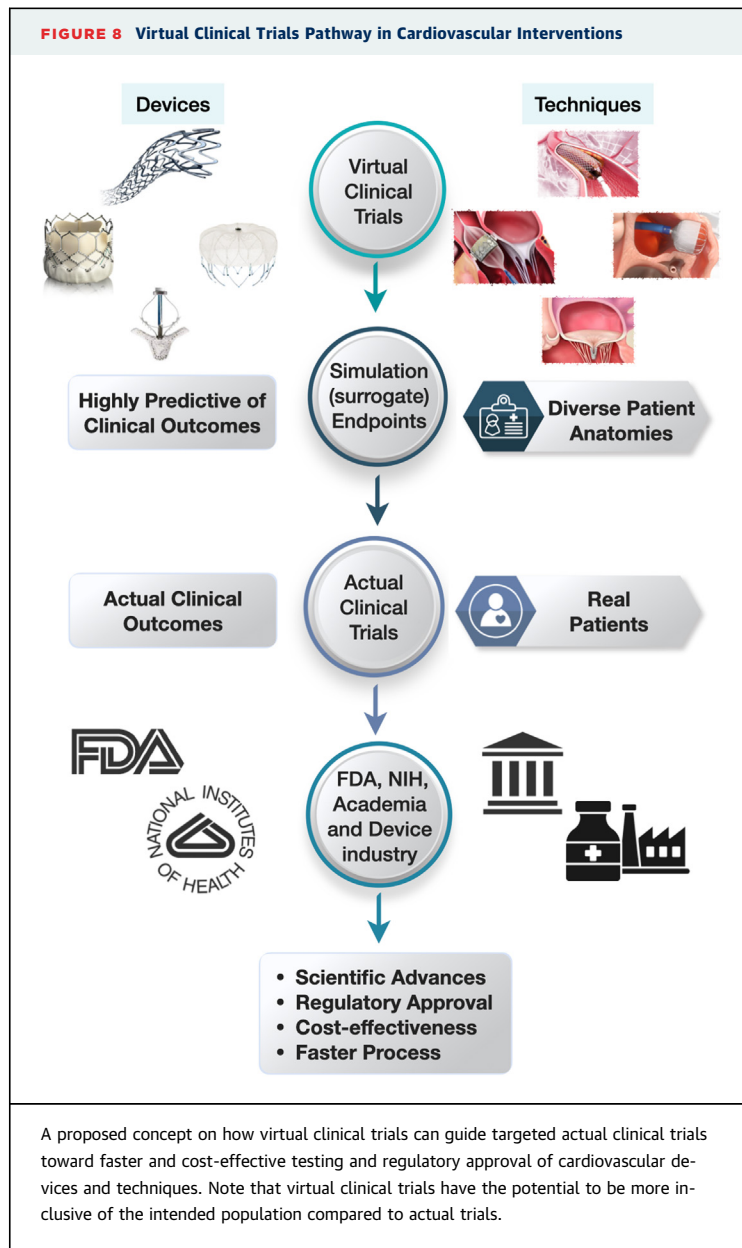 FIGURE 8 Virtual Clinical Trials Pathway in Cardiovascular Interventions
Devices
Techniques
Virtual
Clinical
Trials
Highly Predictive of
Clinical Outcomes
Simulation
(surrogate)
Endpoints
Diverse Patient
Anatomies
Actual Clinical
Outcomes
Actual
Clinical
Trials
Real
Patients
FDA
NATIONAL INSTITUTES
OF HEALTH
FDA, NIH,
Academia
and Device
industry
• Scientific Advances
• Regulatory Approval
• Cost-effectiveness
• Faster Process
A proposed concept on how virtual clinical trials can guide targeted actual clinical trials
toward faster and cost-effective testing and regulatory approval of cardiovascular de-
vices and techniques. Note that virtual clinical trials have the potential to be more in-
clusive of the intended population compared to actual trials.